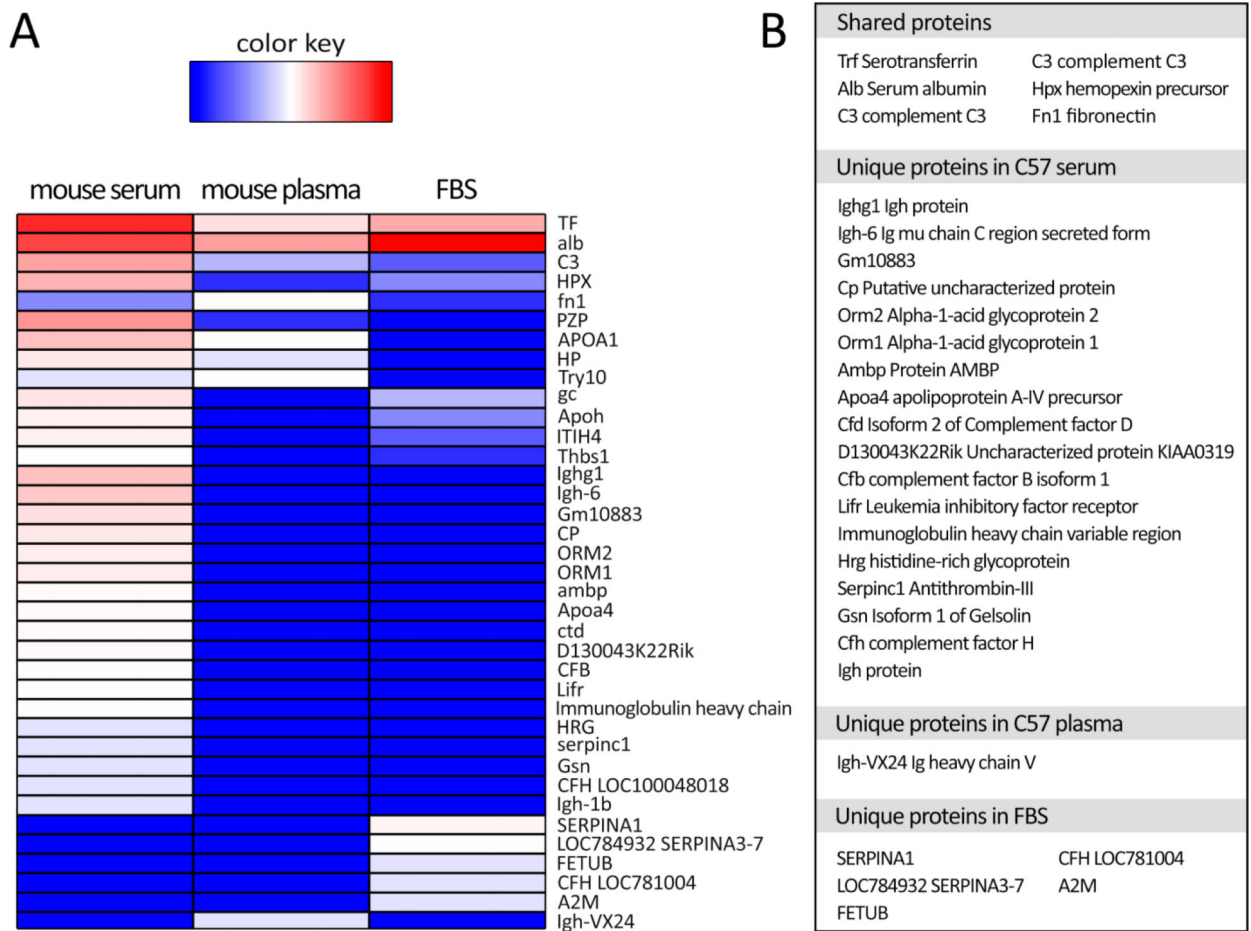 A
color key
mouse serum
mouse plasma
FBS
TF
alb
C3
HPX
fn1
PZP
APOA1
HP
Try10
gc
Apoh
ITIH4
Thbs1
Ighg1
Igh-6
Gm10883
CP
ORM2
ORM1
ambp
Apoa4
ctd
D130043K22Rik
CFB
Lifr
Immunoglobulin heavy chain
HRG
serpinc1
Gsn
CFH LOC100048018
Igh-1b
SERPINA1
LOC784932 SERPINA3-7
FETUB
CFH LOC781004
A2M
Igh-VX24
B
Shared proteins
Trf Serotransferrin
Alb Serum albumin
C3 complement C3
C3 complement C3
Hpx hemopexin precursor
Fn1 fibronectin
Unique proteins in C57 serum
Ighg1 Igh protein
Igh-6 Ig mu chain C region secreted form
Gm10883
Cp Putative uncharacterized protein
Orm2 Alpha-1-acid glycoprotein 2
Orm1 Alpha-1-acid glycoprotein 1
Ambp Protein AMBP
Apoa4 apolipoprotein A-IV precursor
Cfd Isoform 2 of Complement factor D
D130043K22Rik Uncharacterized protein KIAA0319
Cfb complement factor B isoform 1
Lifr Leukemia inhibitory factor receptor
Immunoglobulin heavy chain variable region
Hrg histidine-rich glycoprotein
Serpinc1 Antithrombin-III
Gsn Isoform 1 of Gelsolin
Cfh complement factor H
Igh protein
Unique proteins in C57 plasma
Igh-VX24 Ig heavy chain V
Unique proteins in FBS
SERPINA1
LOC784932 SERPINA3-7
FETUB
CFH LOC781004
A2M